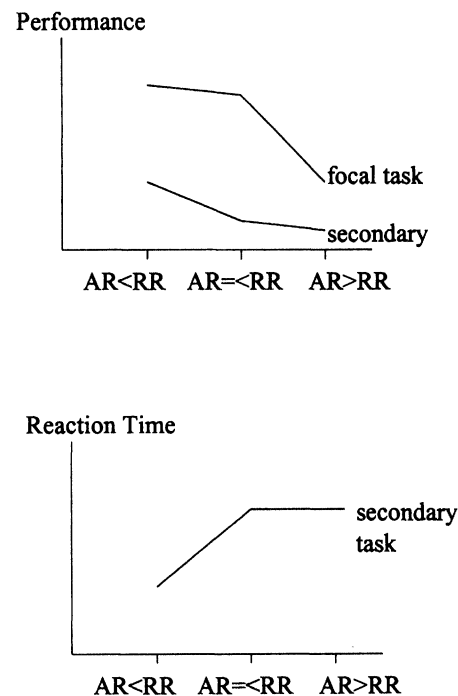 Performance
focal task
secondary
AR<RR AR=<RR AR>RR
Reaction Time
secondary
task
AR<RR AR=<RR AR>RR